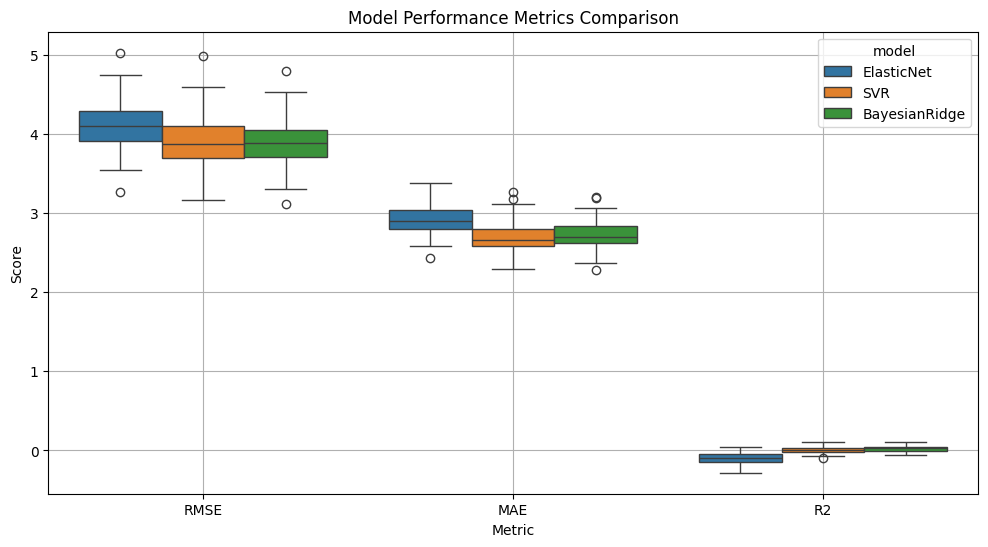 Model Performance Metrics Comparison
model
ElasticNet
SVR
BayesianRidge
Score
5
4
3
2
1
0
RMSE
MAE
R2
Metric